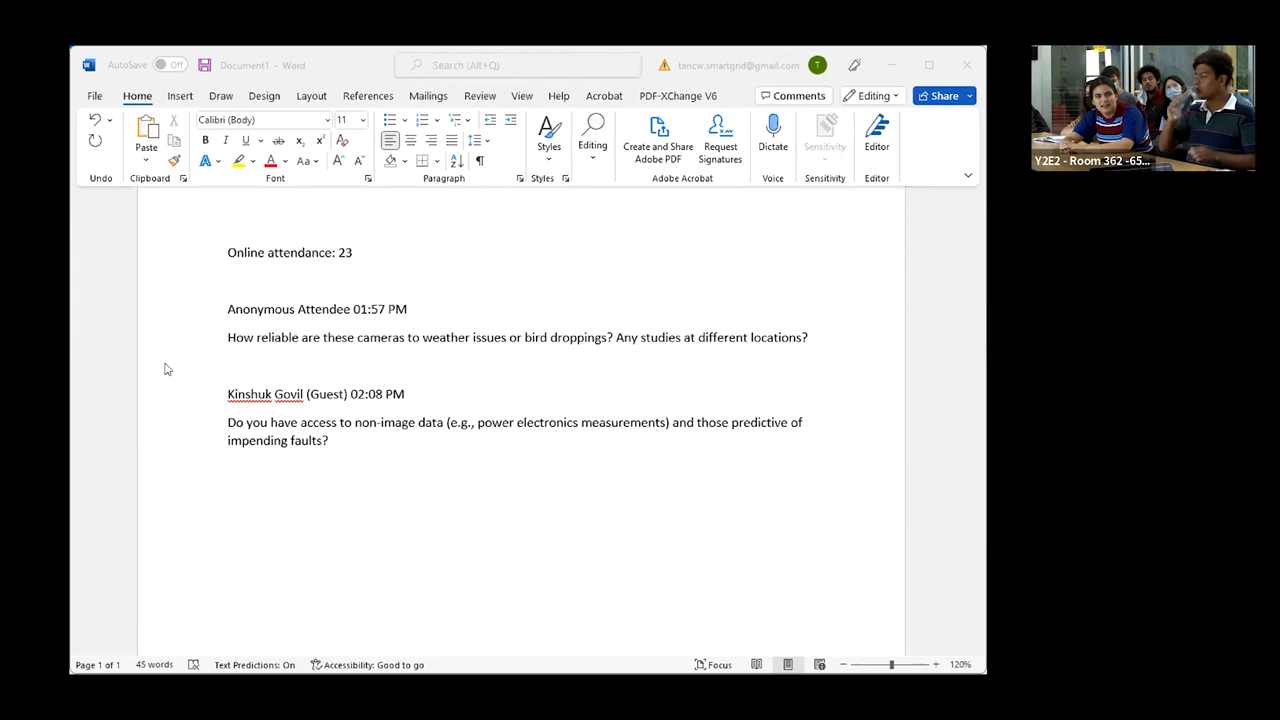 AutoSave Off Document1 - Word Search (Alt+Q) tancw.smartgrid@gmail.com T
File Home Insert Draw Design Layout References Mailings Review View Help Acrobat PDF-XChange V6 Comments Editing Share
Calibri (Body) 11
Paste Styles Editing Create and Share Adobe PDF Request Signatures Dictate Sensitivity Editor
Undo Clipboard Font Paragraph Styles Adobe Acrobat Voice Sensitivity Editor
Y2E2 - Room 362 -65...
Online attendance: 23
Anonymous Attendee 01:57 PM
How reliable are these cameras to weather issues or bird droppings? Any studies at different locations?
Kinshuk Govil (Guest) 02:08 PM
Do you have access to non-image data (e.g., power electronics measurements) and those predictive of
impending faults?
Page 1 of 1 45 words Text Predictions: On Accessibility: Good to go Focus 120%